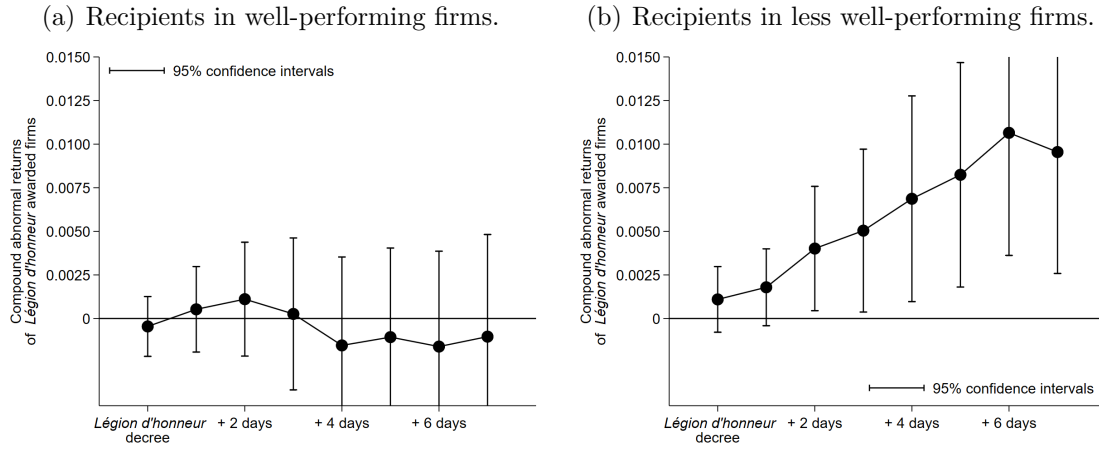 (a) Recipients in well-performing firms.
0.0150
0.0125
0.0100
0.0075
0.0050
0.0025
0
Compound abnormal returns
of Légion d'honneur awarded firms
95% confidence intervals
Légion d'honneur
decree
+ 2 days
+ 4 days
+ 6 days
(b) Recipients in less well-performing firms.
0.0150
0.0125
0.0100
0.0075
0.0050
0.0025
0
Compound abnormal returns
of Légion d'honneur awarded firms
95% confidence intervals
Légion d'honneur
decree
+ 2 days
+ 4 days
+ 6 days